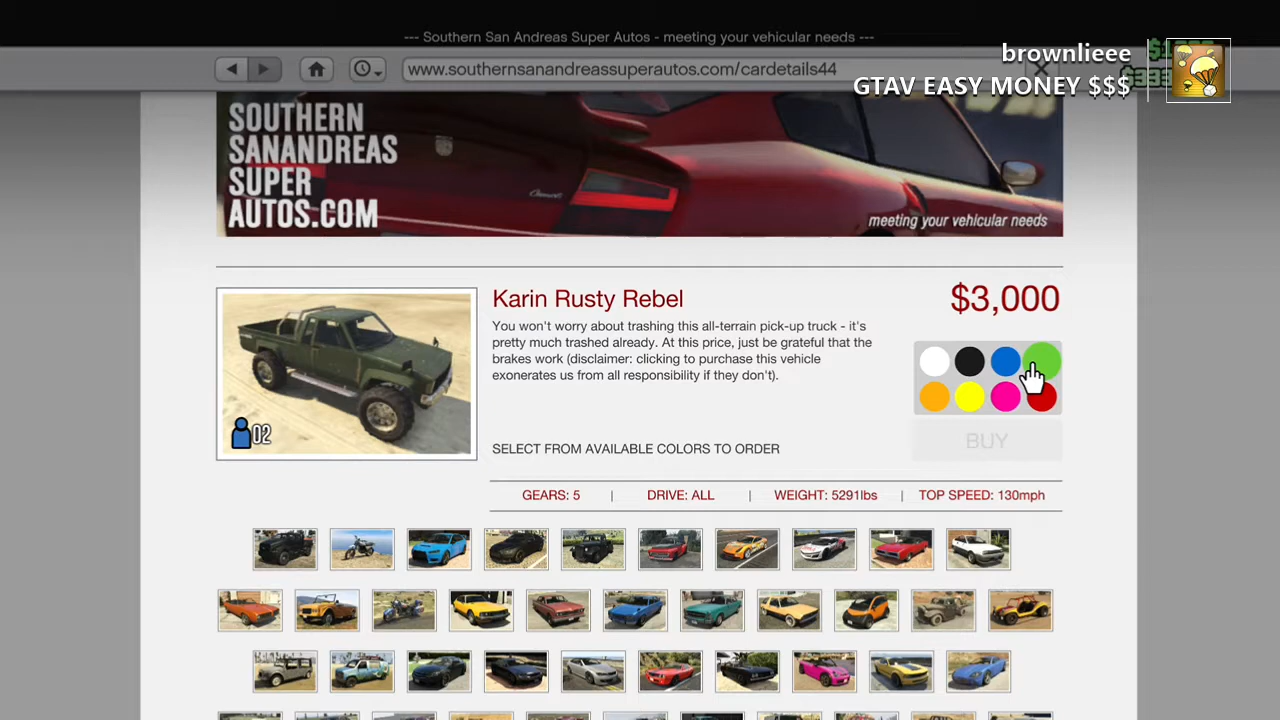 --- Southern San Andreas Super Autos - meeting your vehicular needs ---
www.southernsanandreassuperautos.com/cardetails44
brownlieee
GTAV EASY MONEY $$$
SOUTHERN
SANANDREAS
SUPER
AUTOS.COM
meeting your vehicular needs
Karin Rusty Rebel
$3,000
You won't worry about trashing this all-terrain pick-up truck - it's
pretty much trashed already. At this price, just be grateful that the
brakes work (disclaimer: clicking to purchase this vehicle
exonerates us from all responsibility if they don't).
02
SELECT FROM AVAILABLE COLORS TO ORDER
BUY
GEARS: 5 | DRIVE: ALL | WEIGHT: 5291lbs | TOP SPEED: 130mph